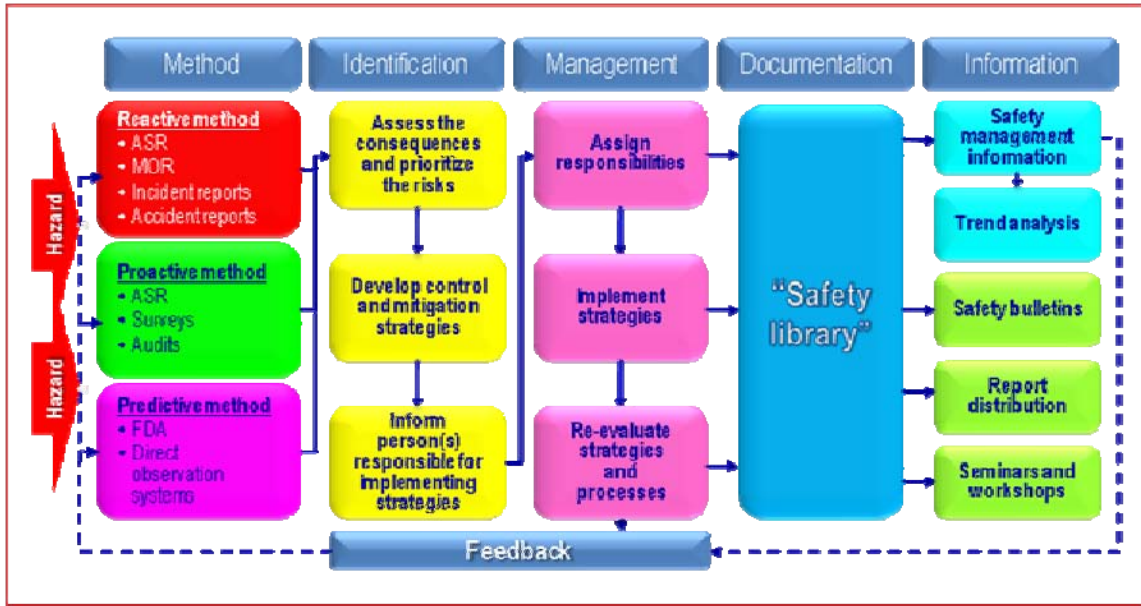 Method
Identification
Management
Documentation
Information
Hazard
Hazard
Reactive method
• ASR
• MOR
• Incident reports
• Accident reports
Proactive method
• ASR
• Surveys
• Audits
Predictive method
• FDA
• Direct
observation
systems
Assess the
consequences
and prioritize
the risks
Develop control
and mitigation
strategies
Inform
person(s)
responsible for
implementing
strategies
Assign
responsibilities
Implement
strategies
Re-evaluate
strategies
and
processes
“Safety
library”
Safety
management
information
Trend analysis
Safety bulletins
Report
distribution
Seminars and
workshops
Feedback